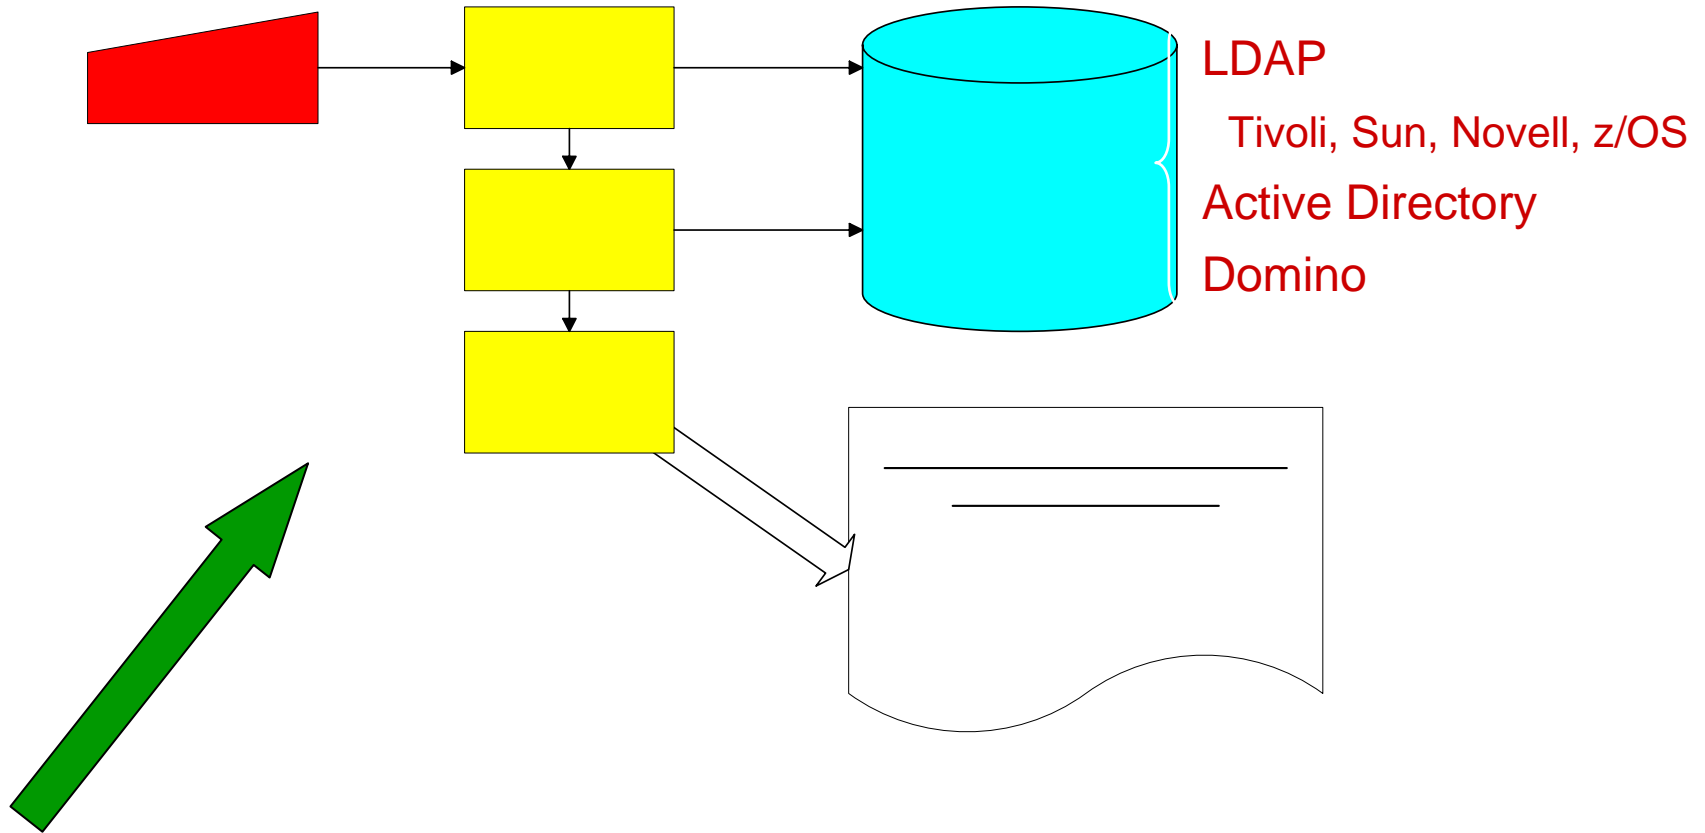 LDAP
Tivoli, Sun, Novell, z/OS
Active Directory
Domino